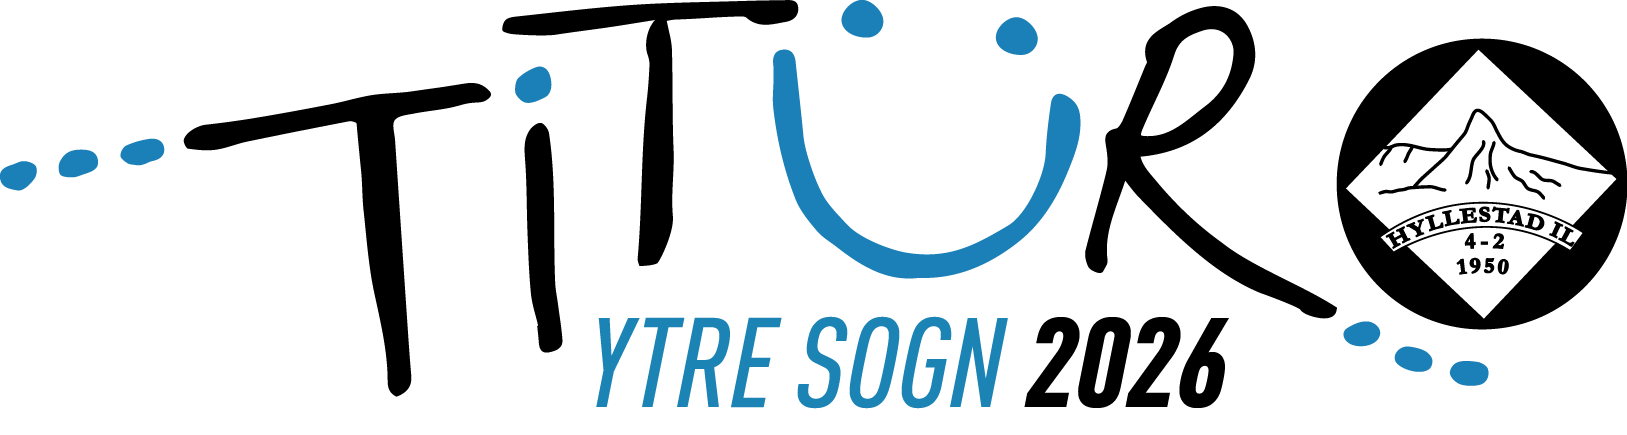 TiTÜR
HYLLESTAD IL
4-2
1950
YTRE SOGN 2026